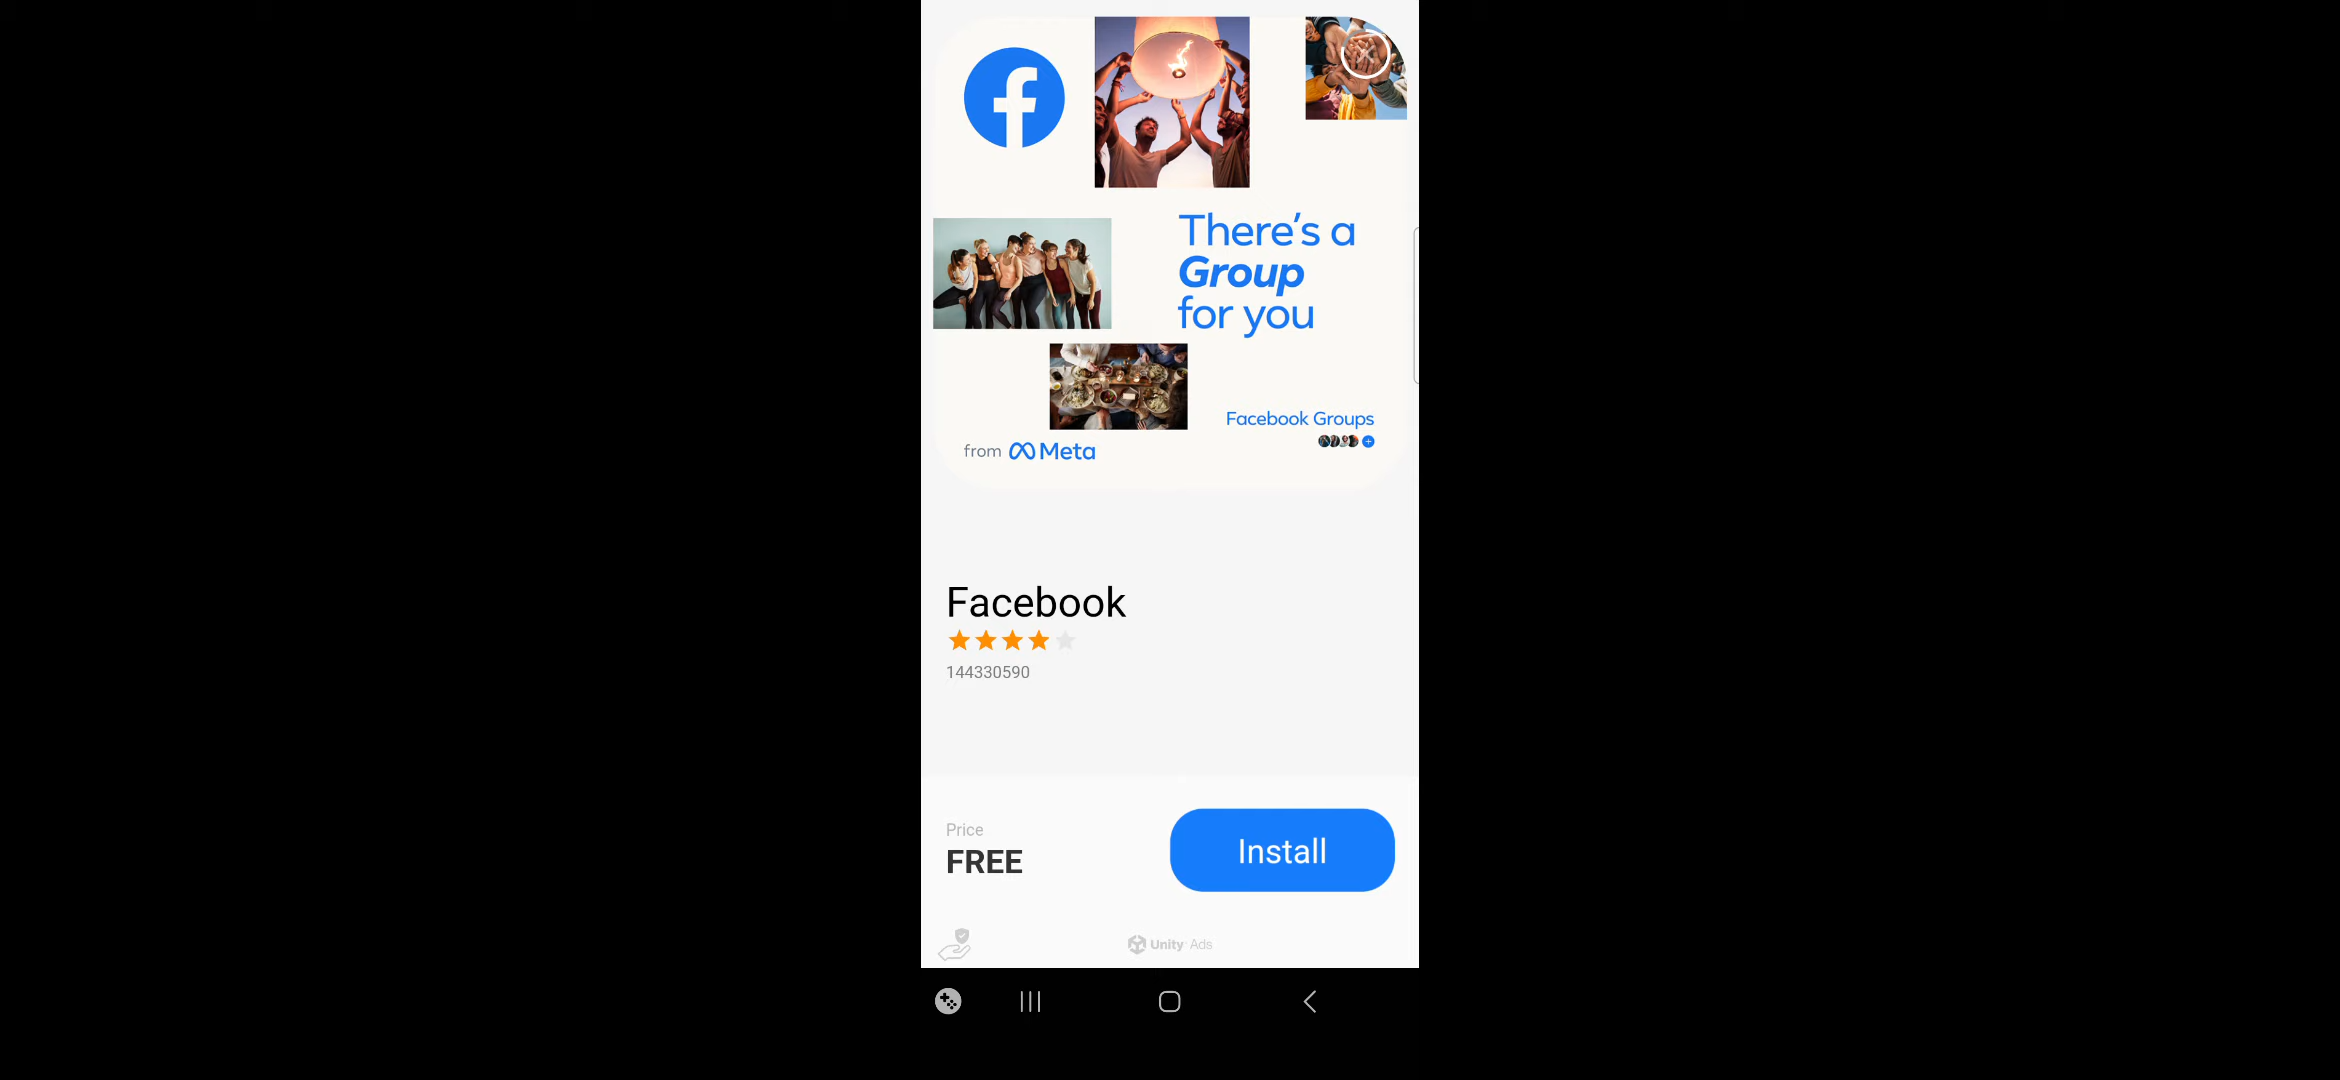 There's a
Group
for you
Facebook Groups
from Meta
Facebook
144330590
Price
FREE
Install
Unity Ads